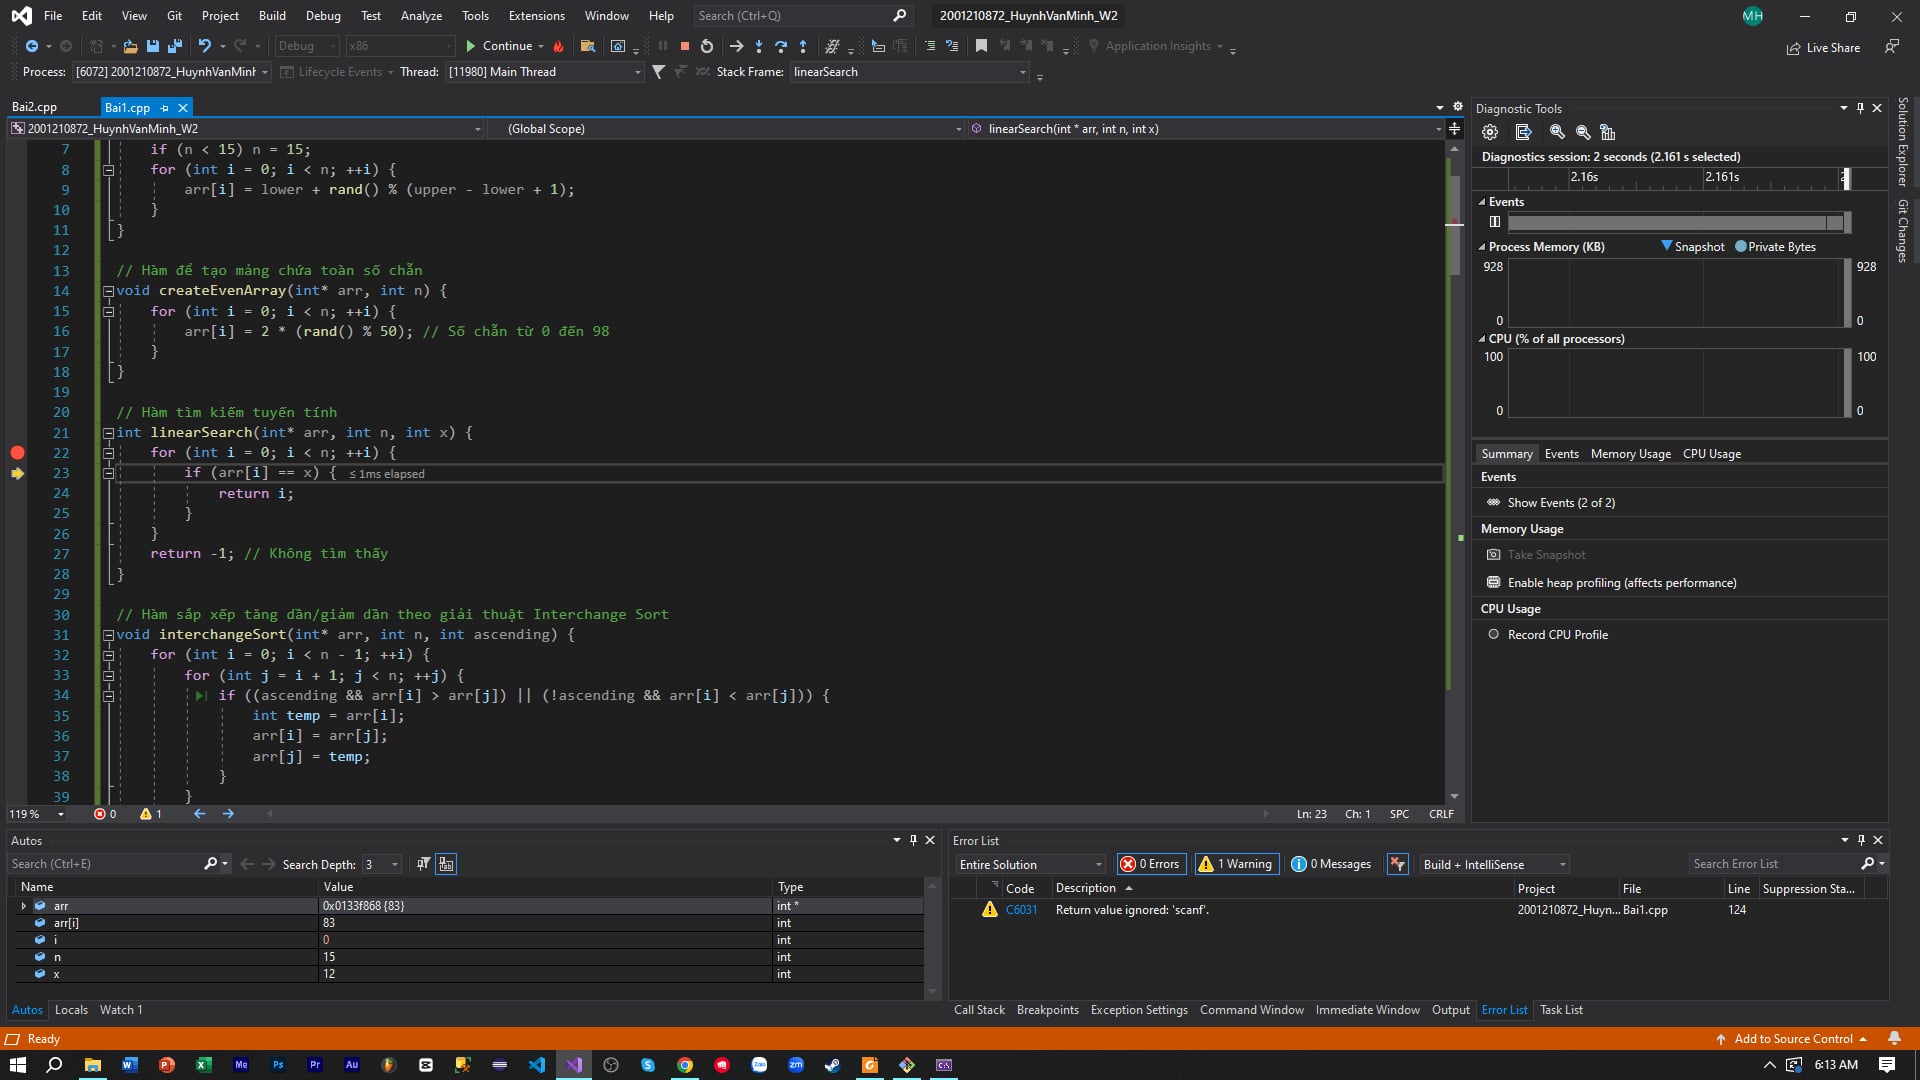 File Edit View Git Project Build Debug Test Analyze Tools Extensions Window Help Search (Ctrl+Q) 2001210872_HuynhVanMinh_W2 MH
Debug x86 Continue Application Insights Live Share
Process: [6072] 2001210872_HuynhVanMinh Lifecycle Events Thread: [11980] Main Thread Stack Frame: linearSearch
Bai2.cpp Bai1.cpp
2001210872_HuynhVanMinh_W2 (Global Scope) linearSearch(int * arr, int n, int x)
7 if (n < 15) n = 15;
8 for (int i = 0; i < n; ++i) {
9 arr[i] = lower + rand() % (upper - lower + 1);
10 }
11 }
12
13 // Hàm để tạo mảng chứa toàn số chẵn
14 void createEvenArray(int* arr, int n) {
15 for (int i = 0; i < n; ++i) {
16 arr[i] = 2 * (rand() % 50); // Số chẵn từ 0 đến 98
17 }
18 }
19
20 // Hàm tìm kiếm tuyến tính
21 int linearSearch(int* arr, int n, int x) {
22 for (int i = 0; i < n; ++i) {
23 if (arr[i] == x) { ≤ 1ms elapsed
24 return i;
25 }
26 }
27 return -1; // Không tìm thấy
28 }
29
30 // Hàm sắp xếp tăng dần/giảm dần theo giải thuật Interchange Sort
31 void interchangeSort(int* arr, int n, int ascending) {
32 for (int i = 0; i < n - 1; ++i) {
33 for (int j = i + 1; j < n; ++j) {
34 if ((ascending && arr[i] > arr[j]) || (!ascending && arr[i] < arr[j])) {
35 int temp = arr[i];
36 arr[i] = arr[j];
37 arr[j] = temp;
38 }
39 }
119 % 0 1 Ln: 23 Ch: 1 SPC CRLF
Diagnostic Tools
Diagnostics session: 2 seconds (2.161 s selected)
2.16s 2.161s
Events
Process Memory (KB) Snapshot Private Bytes
928 928
0 0
CPU (% of all processors)
100 100
0 0
Summary Events Memory Usage CPU Usage
Events
Show Events (2 of 2)
Memory Usage
Take Snapshot
Enable heap profiling (affects performance)
CPU Usage
Record CPU Profile
Solution Explorer
Git Changes
Autos
Search (Ctrl+E) Search Depth: 3
Name Value Type
arr 0x0133f868 {83} int *
arr[i] 83 int
i 0 int
n 15 int
x 12 int
Autos Locals Watch 1
Error List
Entire Solution 0 Errors 1 Warning 0 Messages Build + IntelliSense Search Error List
Code Description Project File Line Suppression Sta...
C6031 Return value ignored: 'scanf'. 2001210872_Huyn... Bai1.cpp 124
Call Stack Breakpoints Exception Settings Command Window Immediate Window Output Error List Task List
Ready Add to Source Control
6:13 AM